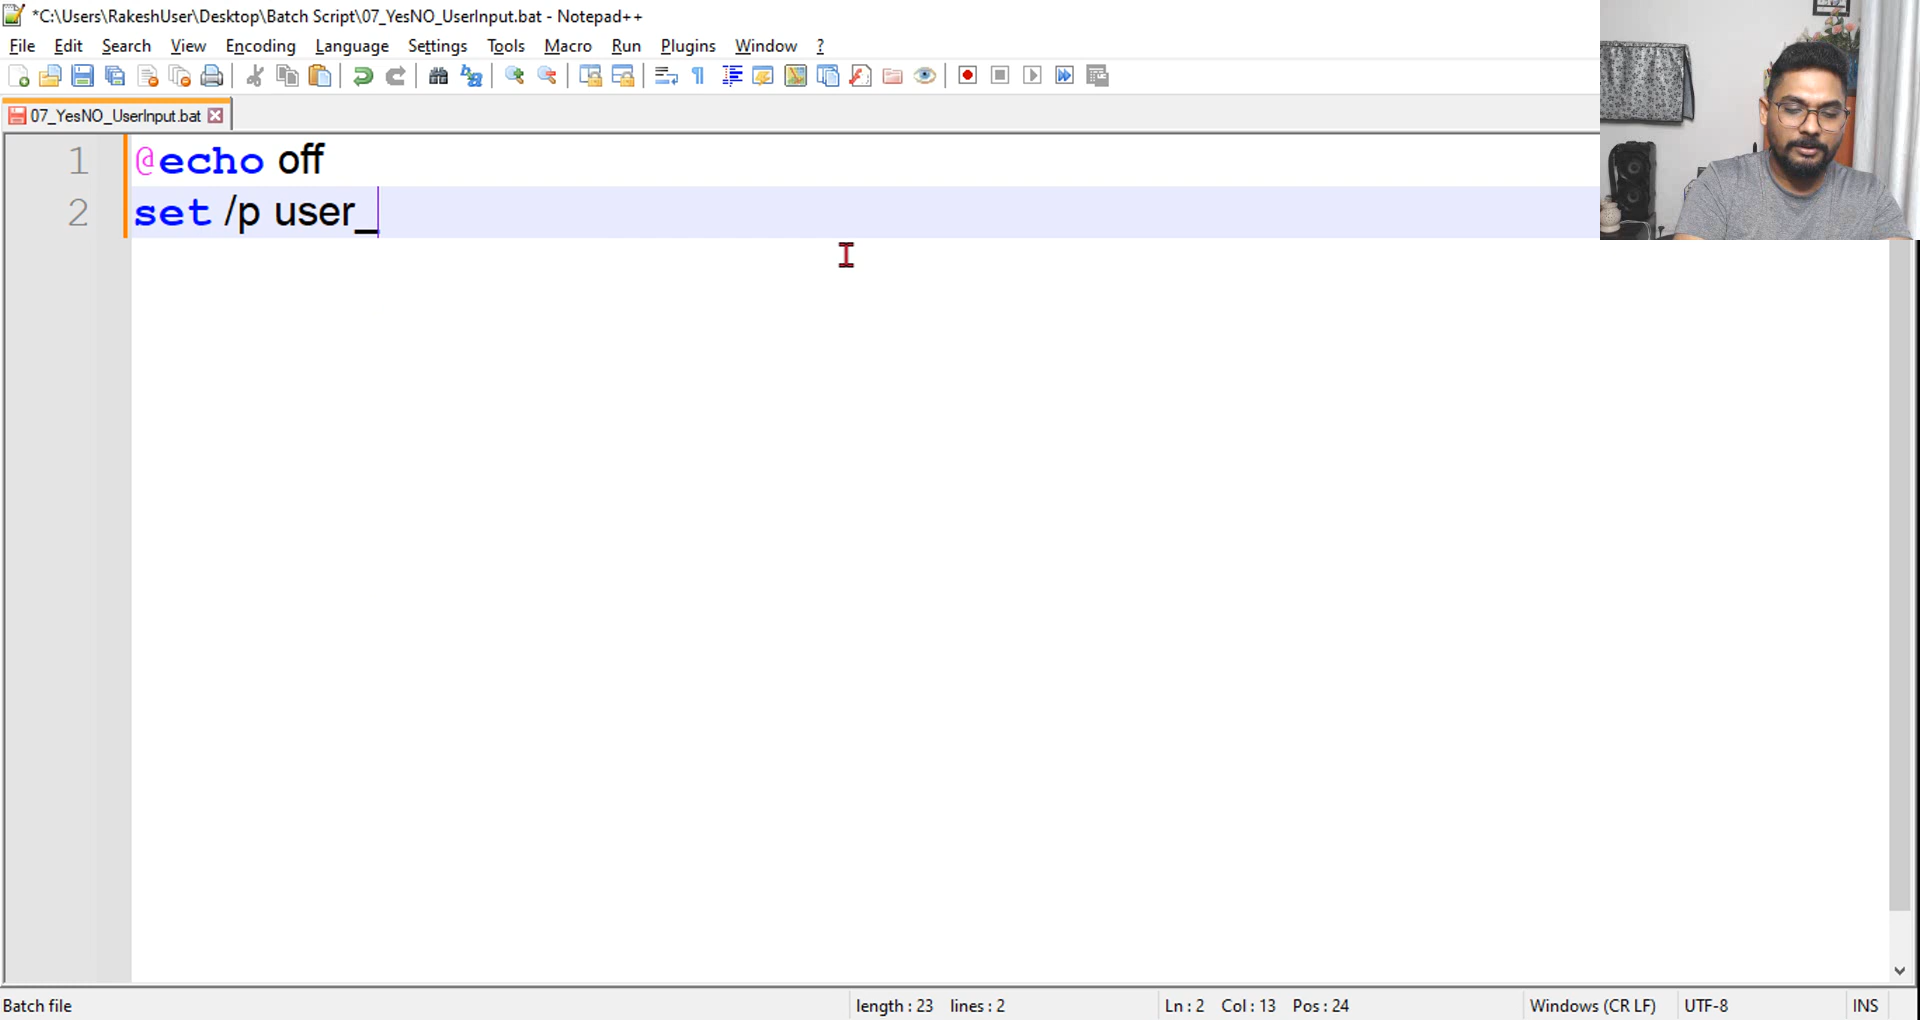 *C:\Users\RakeshUser\Desktop\Batch Script\07_YesNO_UserInput.bat - Notepad++
File Edit Search View Encoding Language Settings Tools Macro Run Plugins Window ?
07_YesNO_UserInput.bat
1 @echo off
2 set /p user_
Batch file length : 23 lines : 2 Ln : 2 Col : 13 Pos : 24 Windows (CR LF) UTF-8 INS